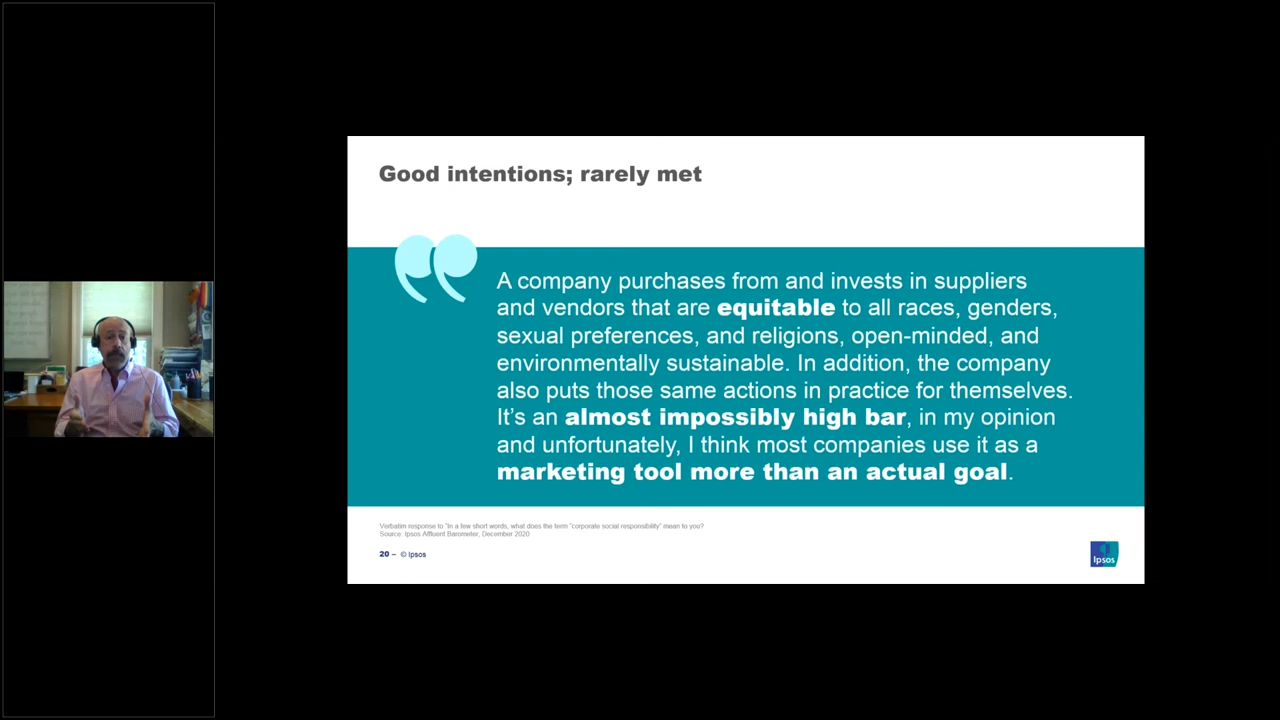 Good intentions; rarely met
A company purchases from and invests in suppliers
and vendors that are equitable to all races, genders,
sexual preferences, and religions, open-minded, and
environmentally sustainable. In addition, the company
also puts those same actions in practice for themselves.
It’s an almost impossibly high bar, in my opinion
and unfortunately, I think most companies use it as a
marketing tool more than an actual goal.
Verbatim response to "In a few short words, what does the term "corporate social responsibility" mean to you?
Source: Ipsos Affluent Barometer, December 2020
20 – © Ipsos
Ipsos